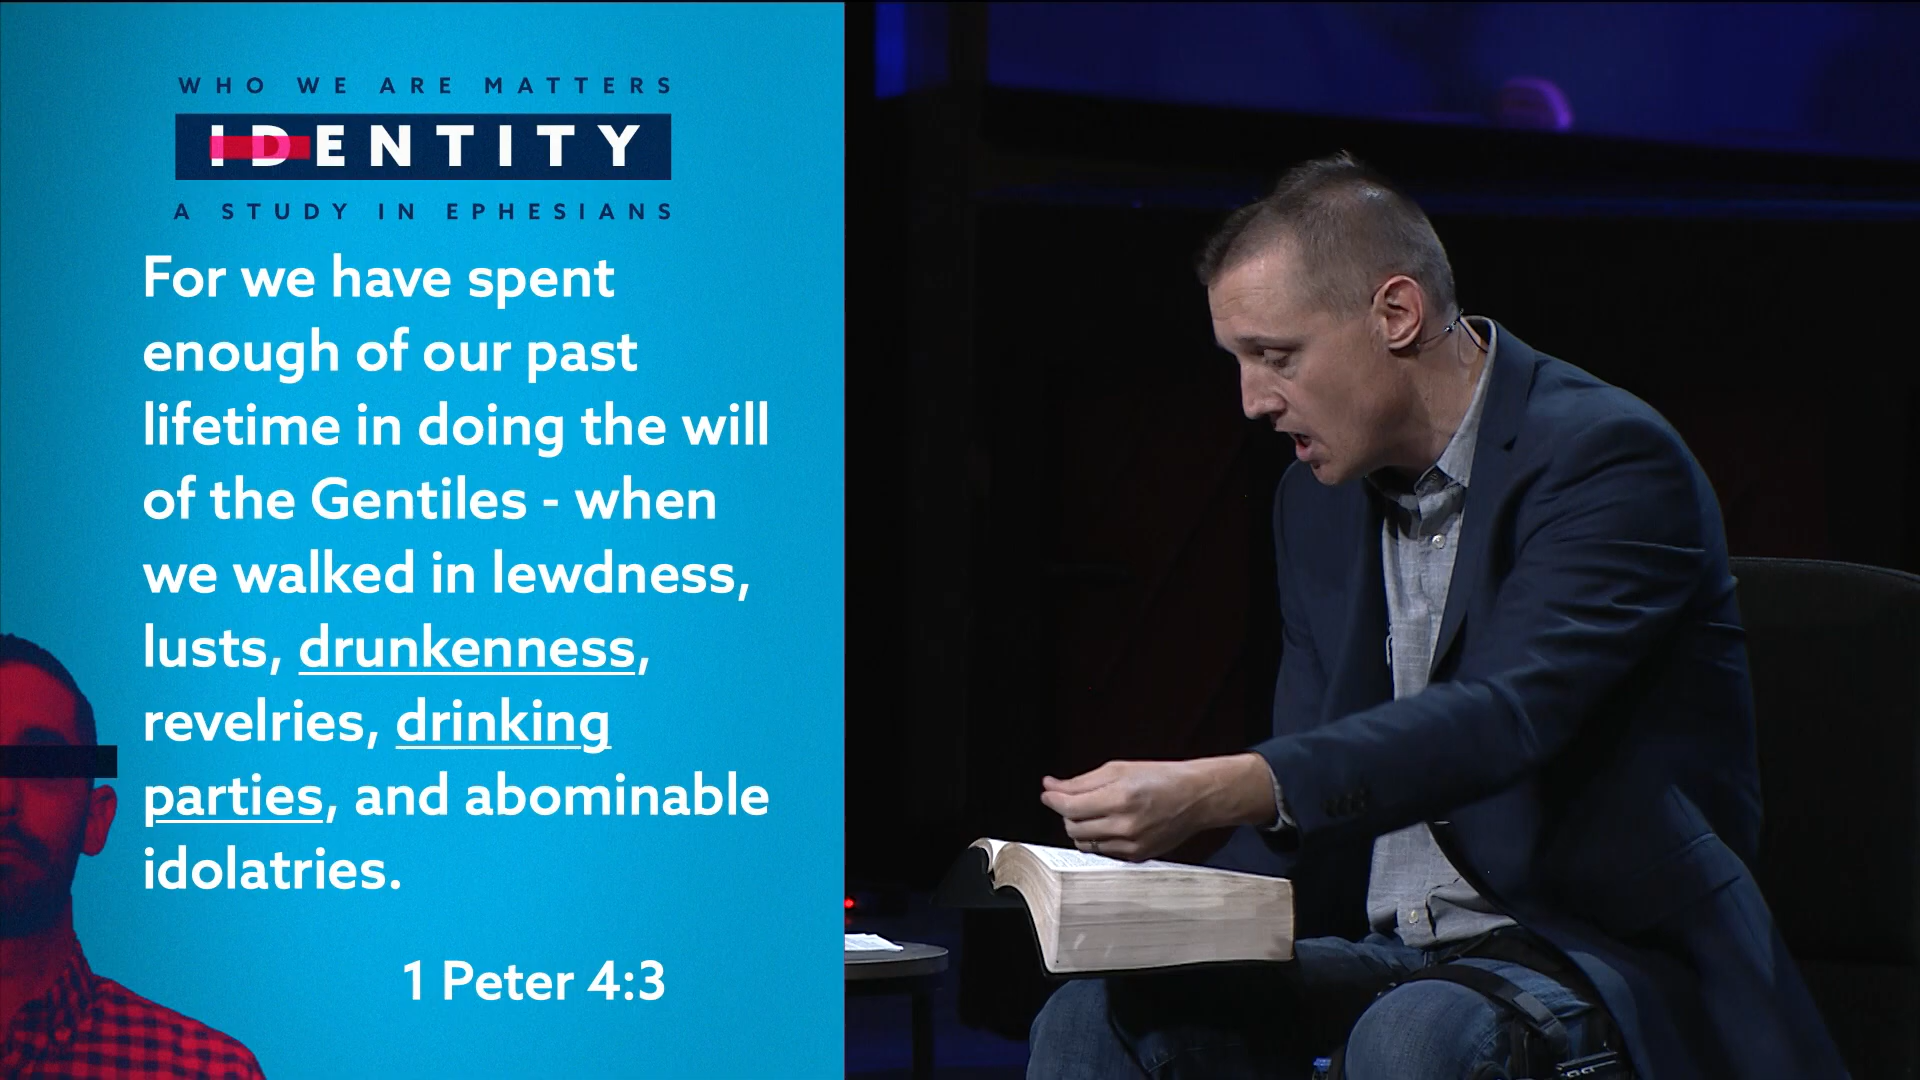 WHO WE ARE MATTERS
IDENTITY
A STUDY IN EPHESIANS
For we have spent
enough of our past
lifetime in doing the will
of the Gentiles - when
we walked in lewdness,
lusts, drunkenness,
revelries, drinking
parties, and abominable
idolatries.
1 Peter 4:3